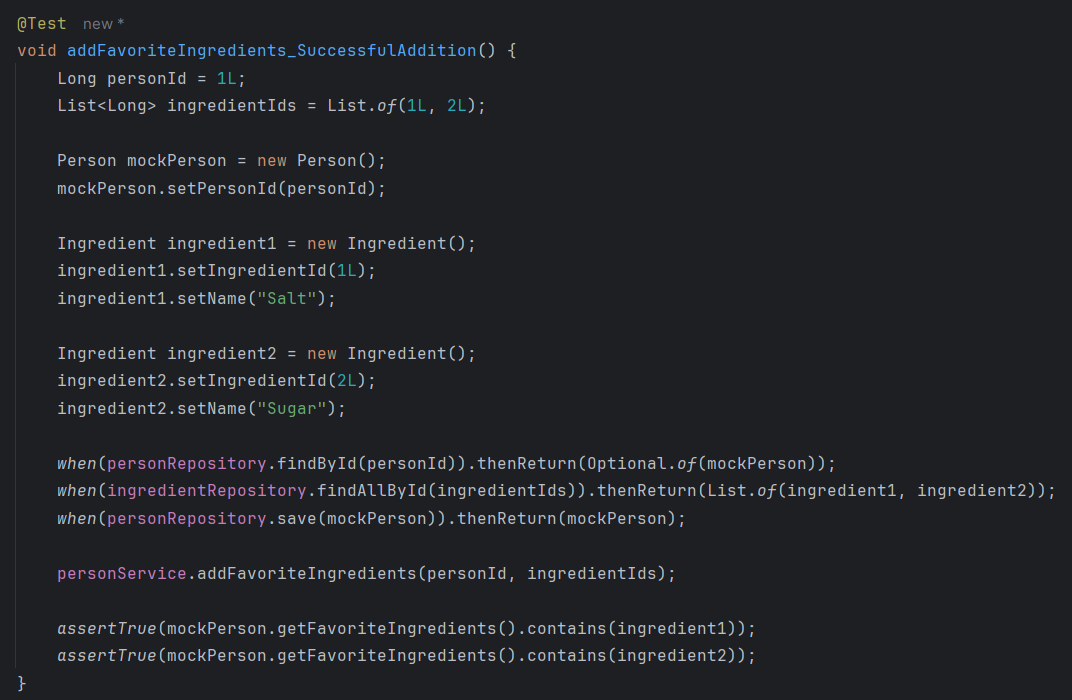 @Test new *
void addFavoriteIngredients_SuccessfulAddition() {
    Long personId = 1L;
    List<Long> ingredientIds = List.of(1L, 2L);

    Person mockPerson = new Person();
    mockPerson.setPersonId(personId);

    Ingredient ingredient1 = new Ingredient();
    ingredient1.setIngredientId(1L);
    ingredient1.setName("Salt");

    Ingredient ingredient2 = new Ingredient();
    ingredient2.setIngredientId(2L);
    ingredient2.setName("Sugar");

    when(personRepository.findById(personId)).thenReturn(Optional.of(mockPerson));
    when(ingredientRepository.findAllById(ingredientIds)).thenReturn(List.of(ingredient1, ingredient2));
    when(personRepository.save(mockPerson)).thenReturn(mockPerson);

    personService.addFavoriteIngredients(personId, ingredientIds);

    assertTrue(mockPerson.getFavoriteIngredients().contains(ingredient1));
    assertTrue(mockPerson.getFavoriteIngredients().contains(ingredient2));
}